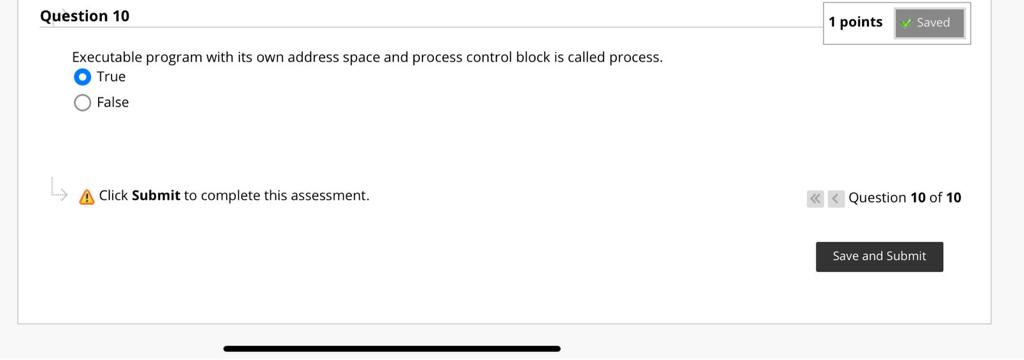 Question 10
1 points
Saved
Executable program with its own address space and process control block is called process.
True
False
Click Submit to complete this assessment.
Question 10 of 10
Save and Submit